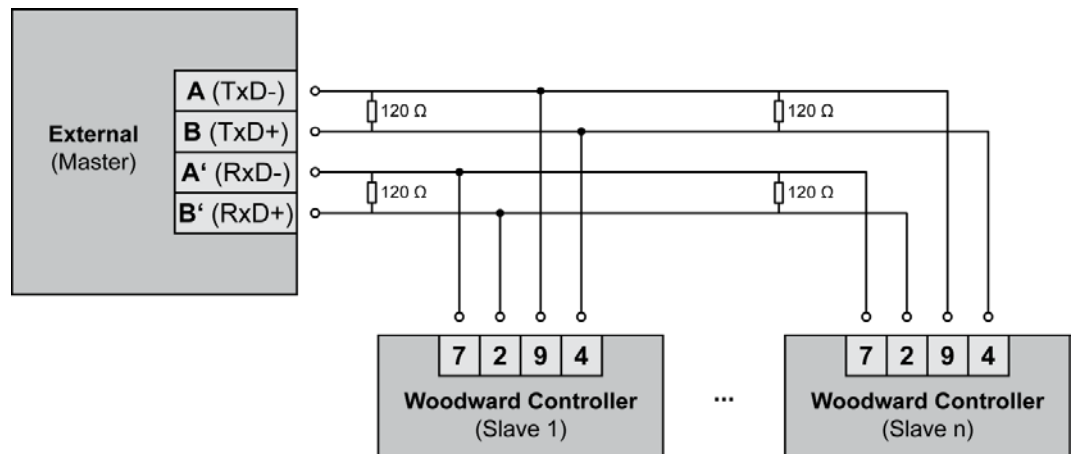 A (TxD-)
B (TxD+)
A‘ (RxD-)
B‘ (RxD+)
External
(Master)
120 Ω
120 Ω
120 Ω
120 Ω
7 2 9 4
Woodward Controller
(Slave 1)
...
7 2 9 4
Woodward Controller
(Slave n)